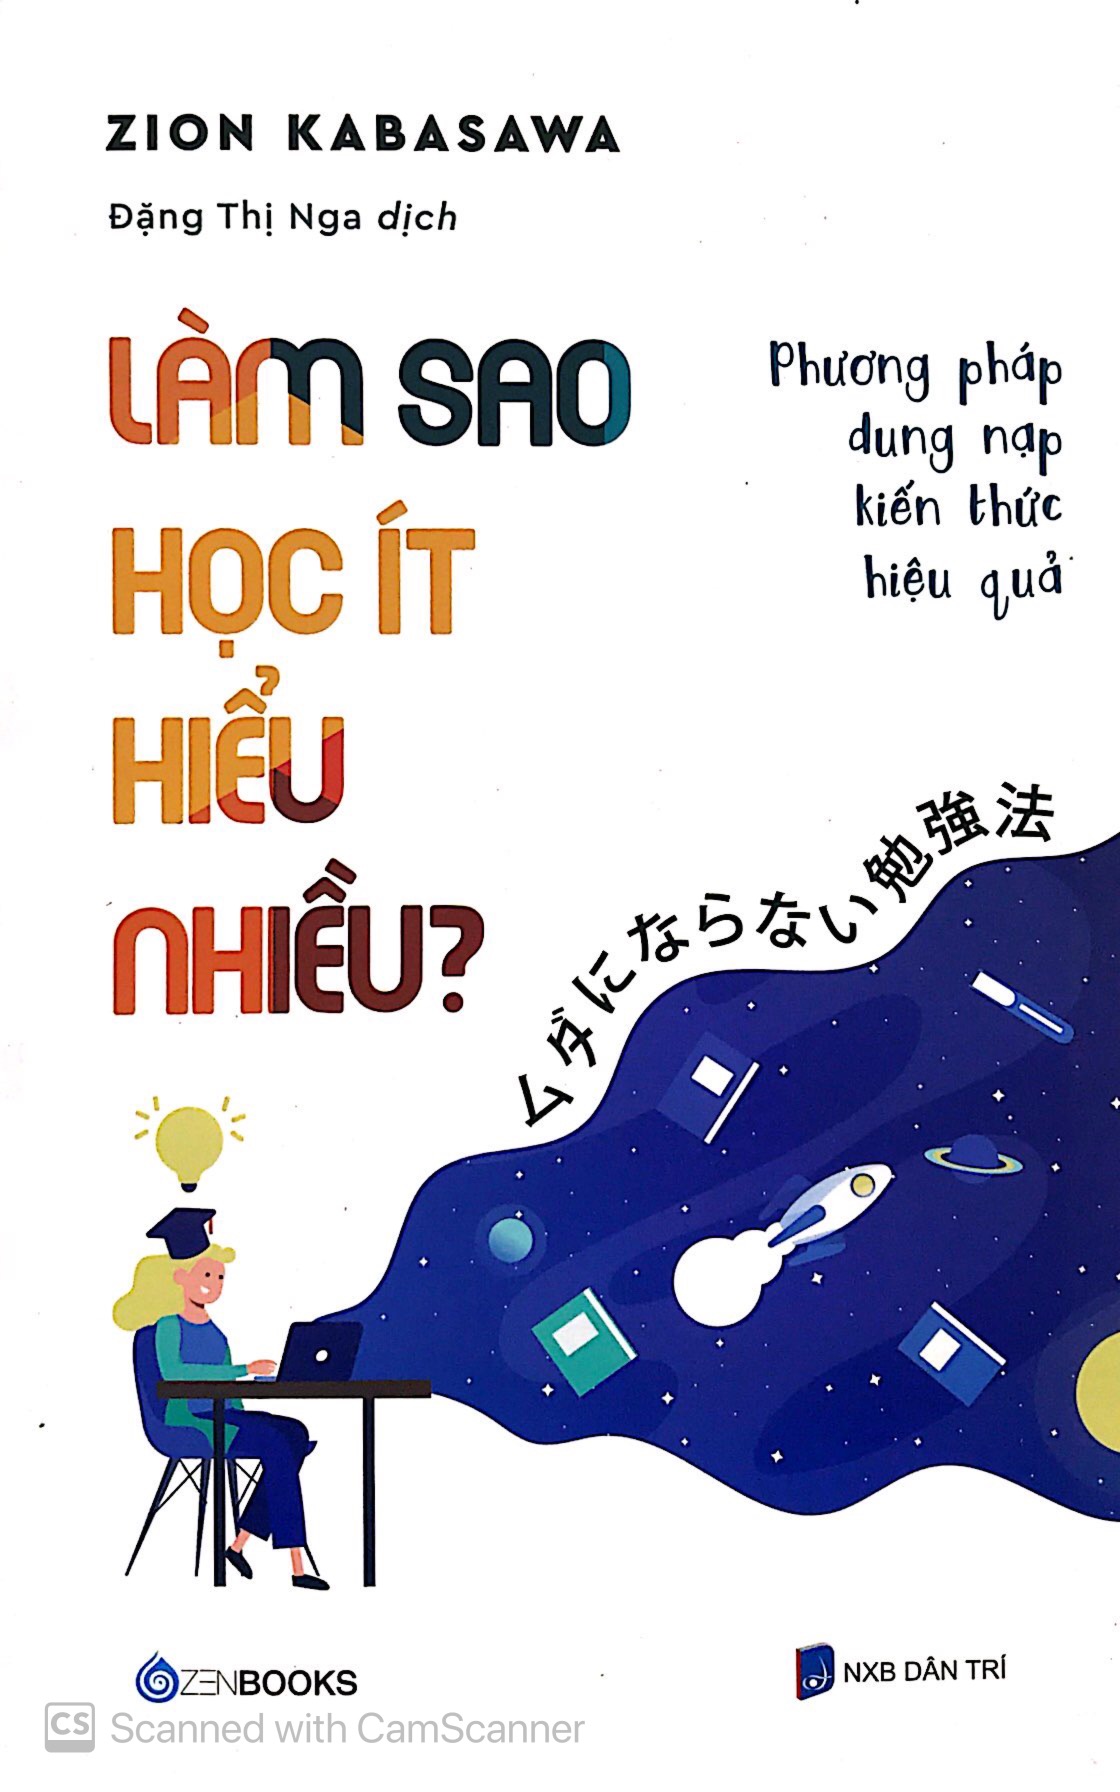 ZION KABASAWA
Đặng Thị Nga dịch
LÀM SAO
HỌC ÍT
HIỂU
NHIỀU?
Phương pháp
dung nạp
kiến thức
hiệu quả
ムダにならない勉強法
ZENBOOKS
NXB DÂN TRÍ
CS Scanned with CamScanner